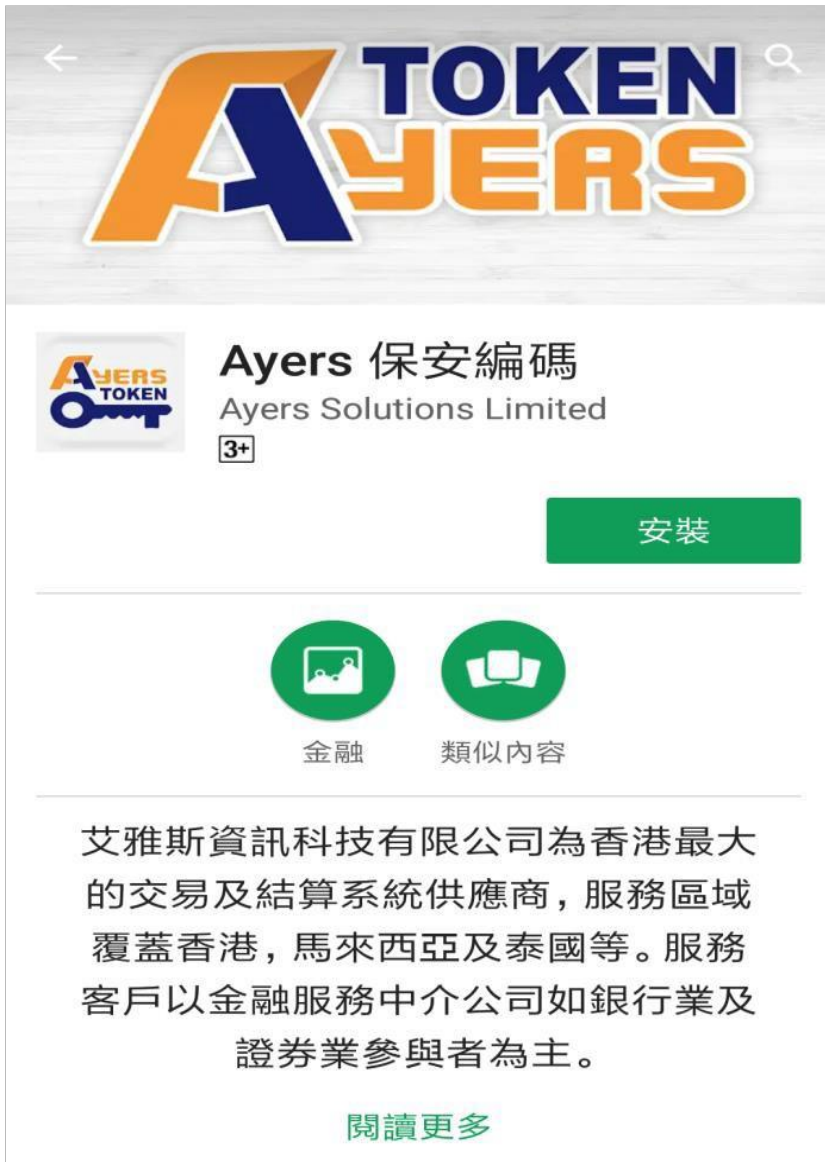 TOKEN
AYERS
AYERS
TOKEN
Ayers 保安編碼
Ayers Solutions Limited
3+
安裝
金融
類似內容
艾雅斯資訊科技有限公司為香港最大
的交易及結算系統供應商，服務區域
覆蓋香港，馬來西亞及泰國等。服務
客戶以金融服務中介公司如銀行業及
證券業參與者為主。
閱讀更多